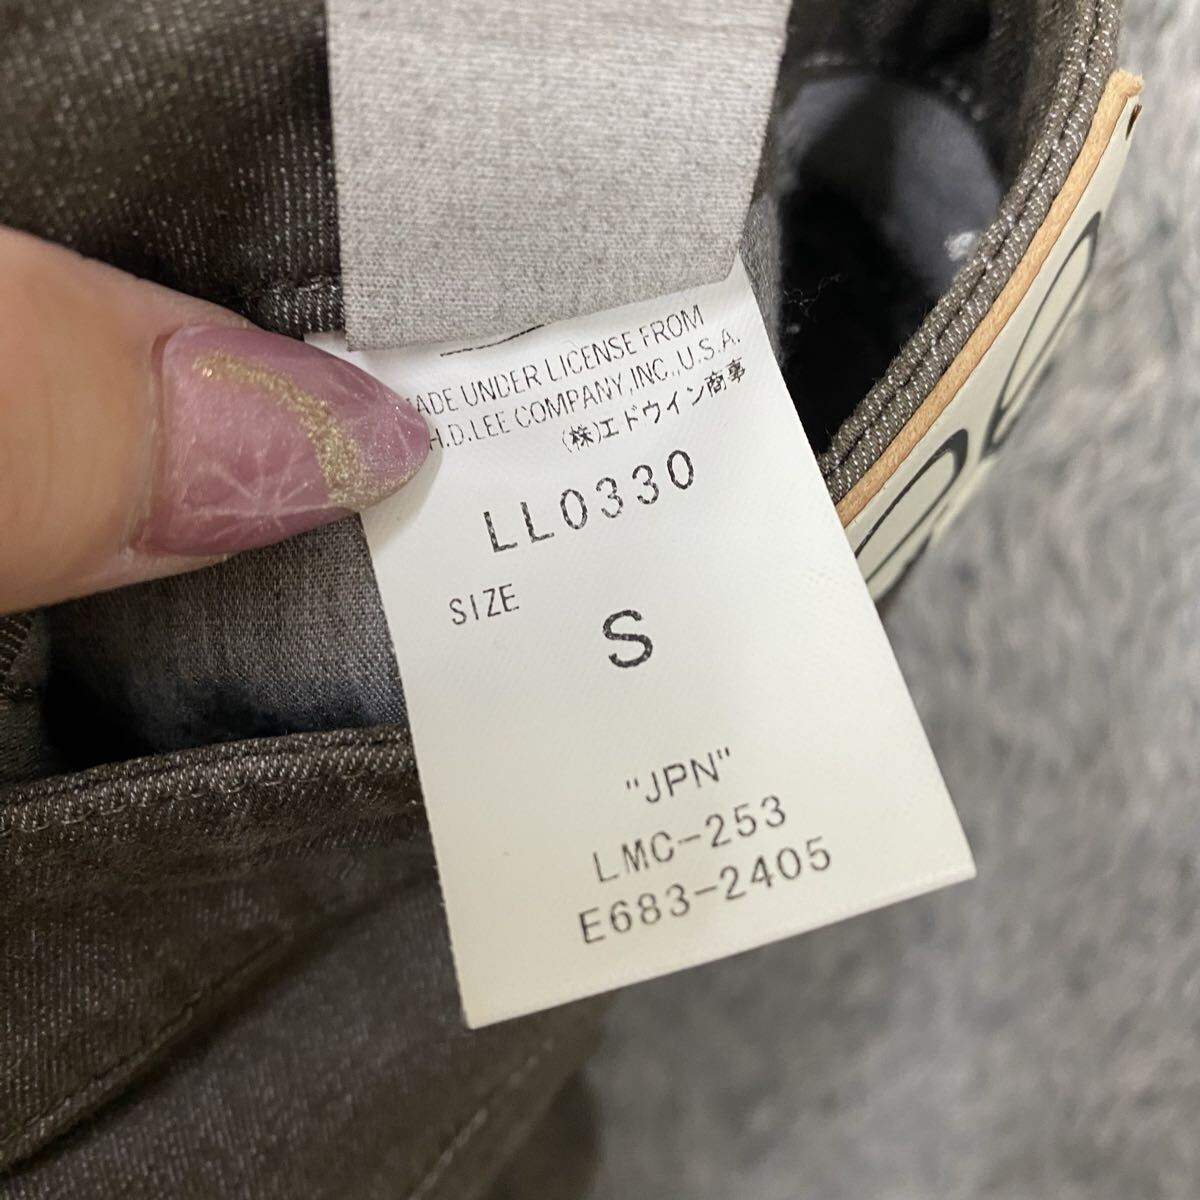 ADE UNDER LICENSE FROM
H.D.LEE COMPANY, INC., U.S.A.
(株)エドウイン商事
LL0330
SIZE
S
"JPN"
LMC-253
E683-2405